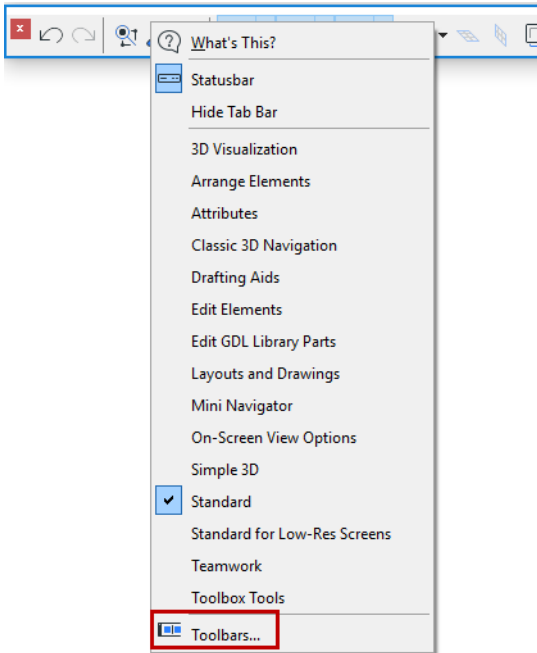 x
What's This?
Statusbar
Hide Tab Bar
3D Visualization
Arrange Elements
Attributes
Classic 3D Navigation
Drafting Aids
Edit Elements
Edit GDL Library Parts
Layouts and Drawings
Mini Navigator
On-Screen View Options
Simple 3D
Standard
Standard for Low-Res Screens
Teamwork
Toolbox Tools
Toolbars...